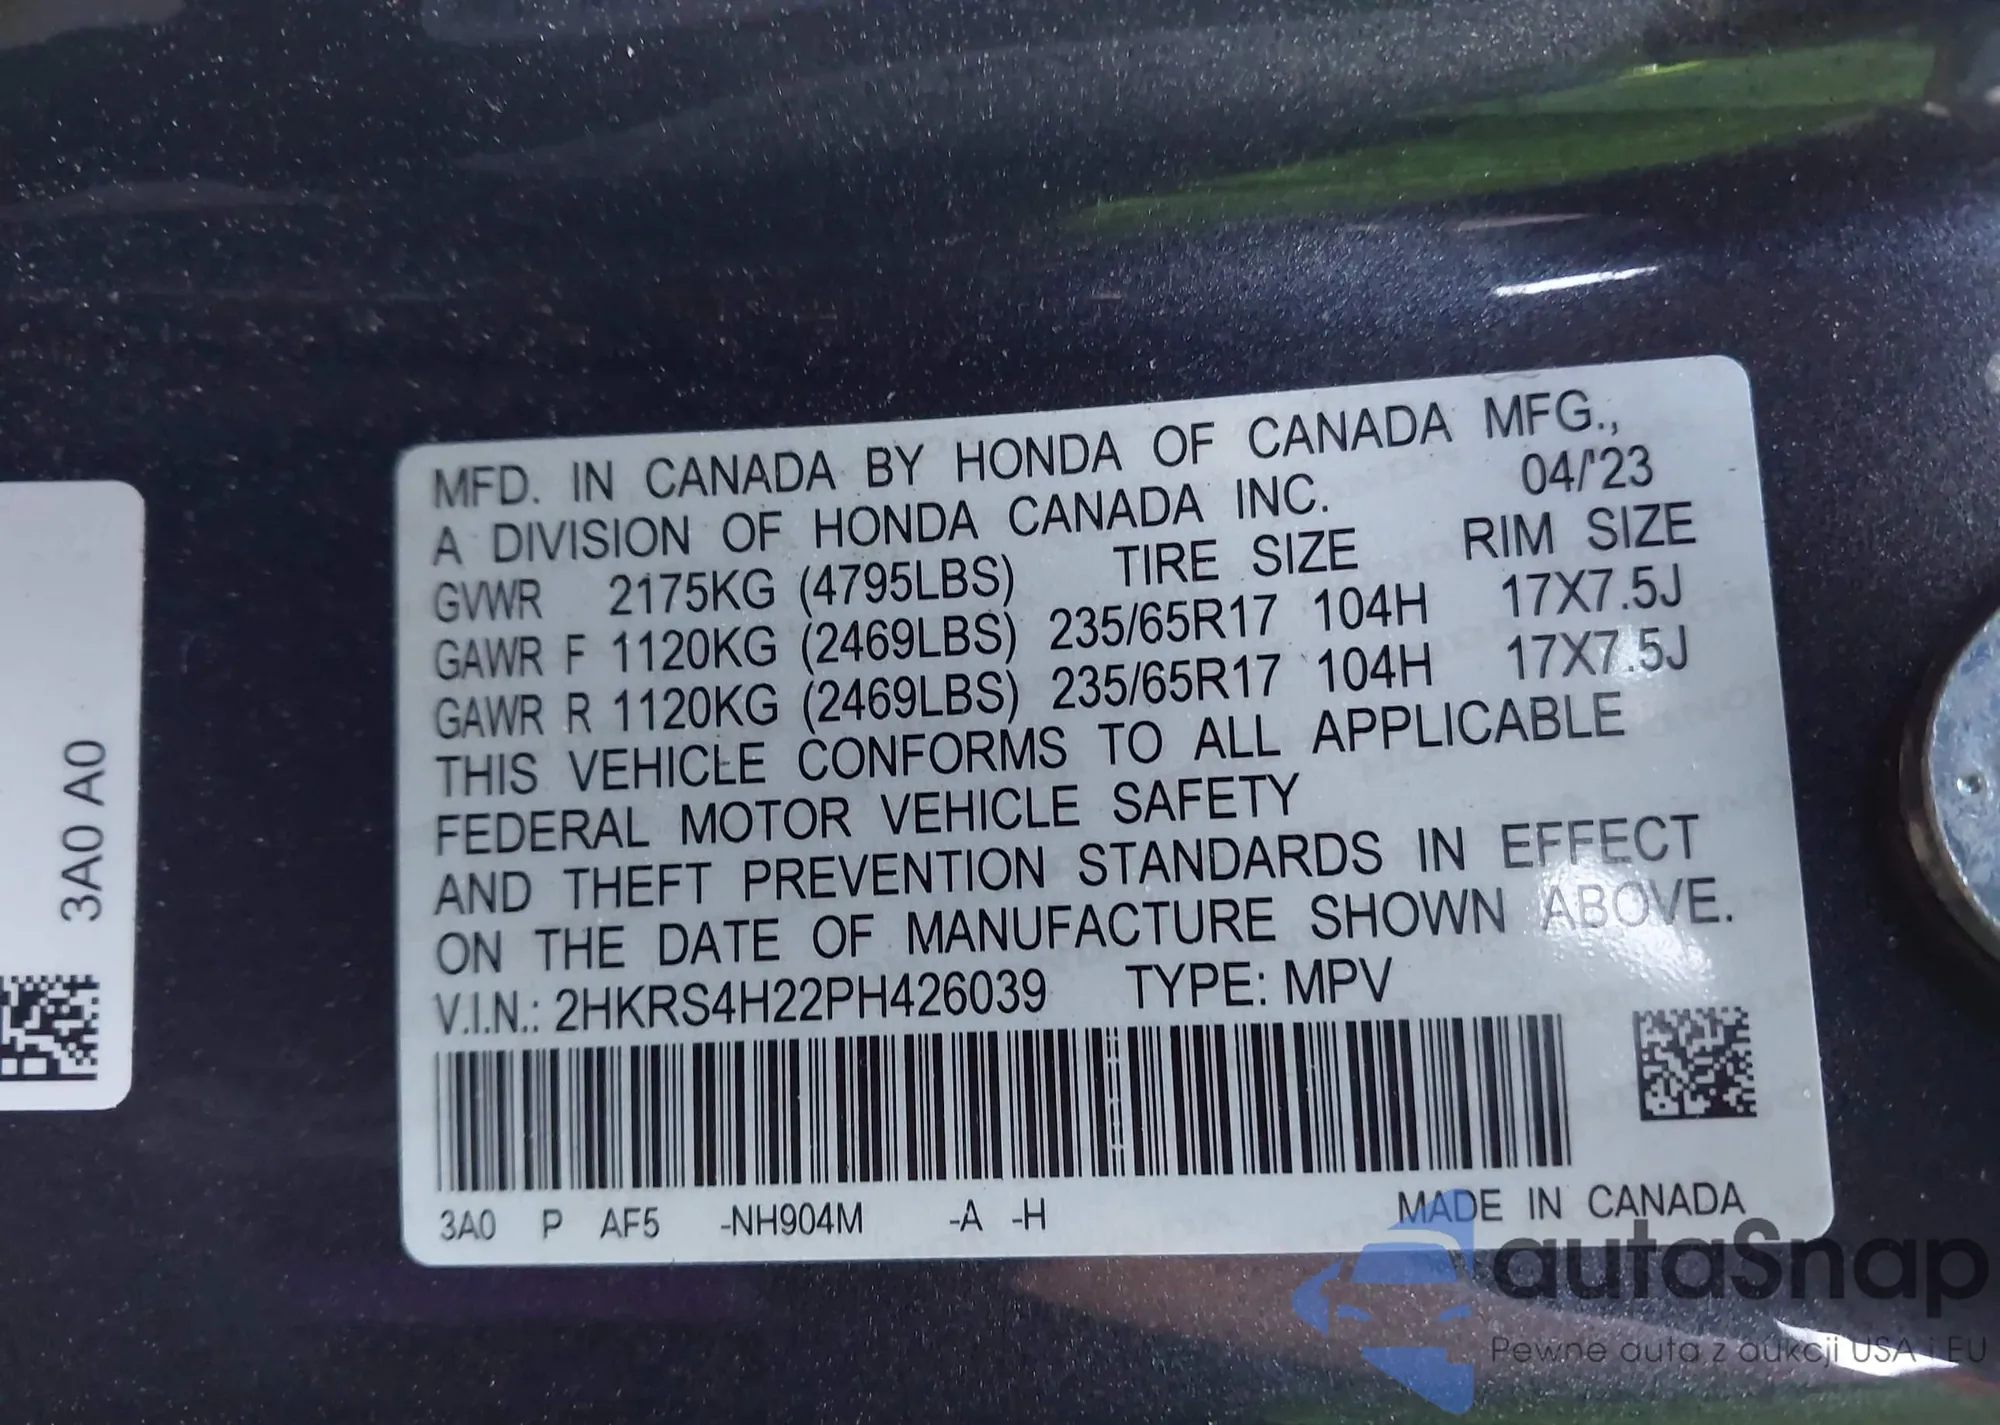 MFD. IN CANADA BY HONDA OF CANADA MFG.,
A DIVISION OF HONDA CANADA INC. 04/'23
GVWR 2175KG (4795LBS) TIRE SIZE RIM SIZE
GAWR F 1120KG (2469LBS) 235/65R17 104H 17X7.5J
GAWR R 1120KG (2469LBS) 235/65R17 104H 17X7.5J
THIS VEHICLE CONFORMS TO ALL APPLICABLE
FEDERAL MOTOR VEHICLE SAFETY
AND THEFT PREVENTION STANDARDS IN EFFECT
ON THE DATE OF MANUFACTURE SHOWN ABOVE.
V.I.N.: 2HKRS4H22PH426039 TYPE: MPV
3A0 P AF5 -NH904M -A -H MADE IN CANADA
3A0 A0
autaSnap
Pewne auta z aukcji USA i EU